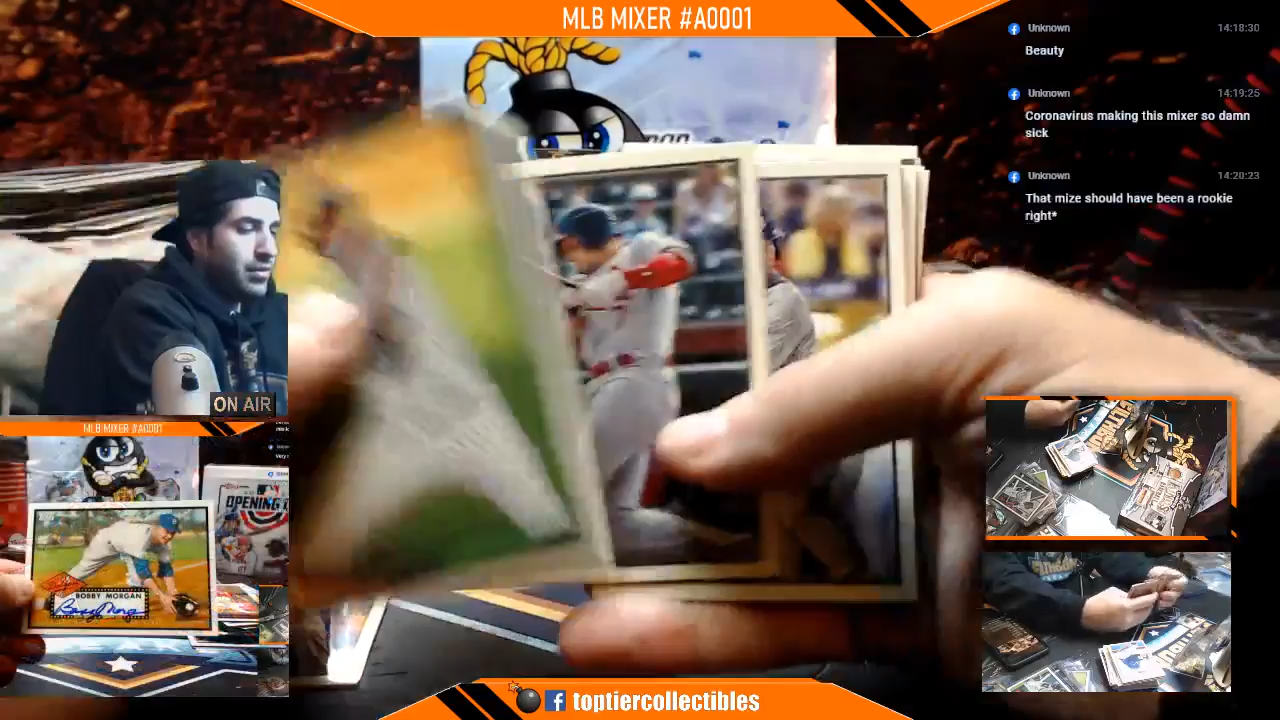 MLB MIXER #A0001
Unknown 14:18:30
Beauty
Unknown 14:19:25
Coronavirus making this mixer so damn
sick
Unknown 14:20:23
That mize should have been a rookie
right*
ON AIR
MLB MIXER #A0001
OPENING
BOBBY MORGAN
toptiercollectibles